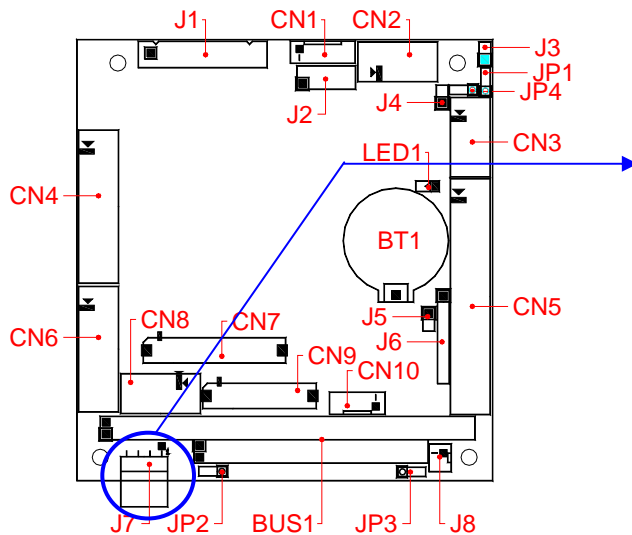 J1 CN1 CN2
J3
JP1
J2 J4 JP4
CN3
LED1
CN4
BT1
CN5
CN8 CN7 J5
CN6 J6
CN9 CN10
J7 JP2 BUS1 JP3 J8